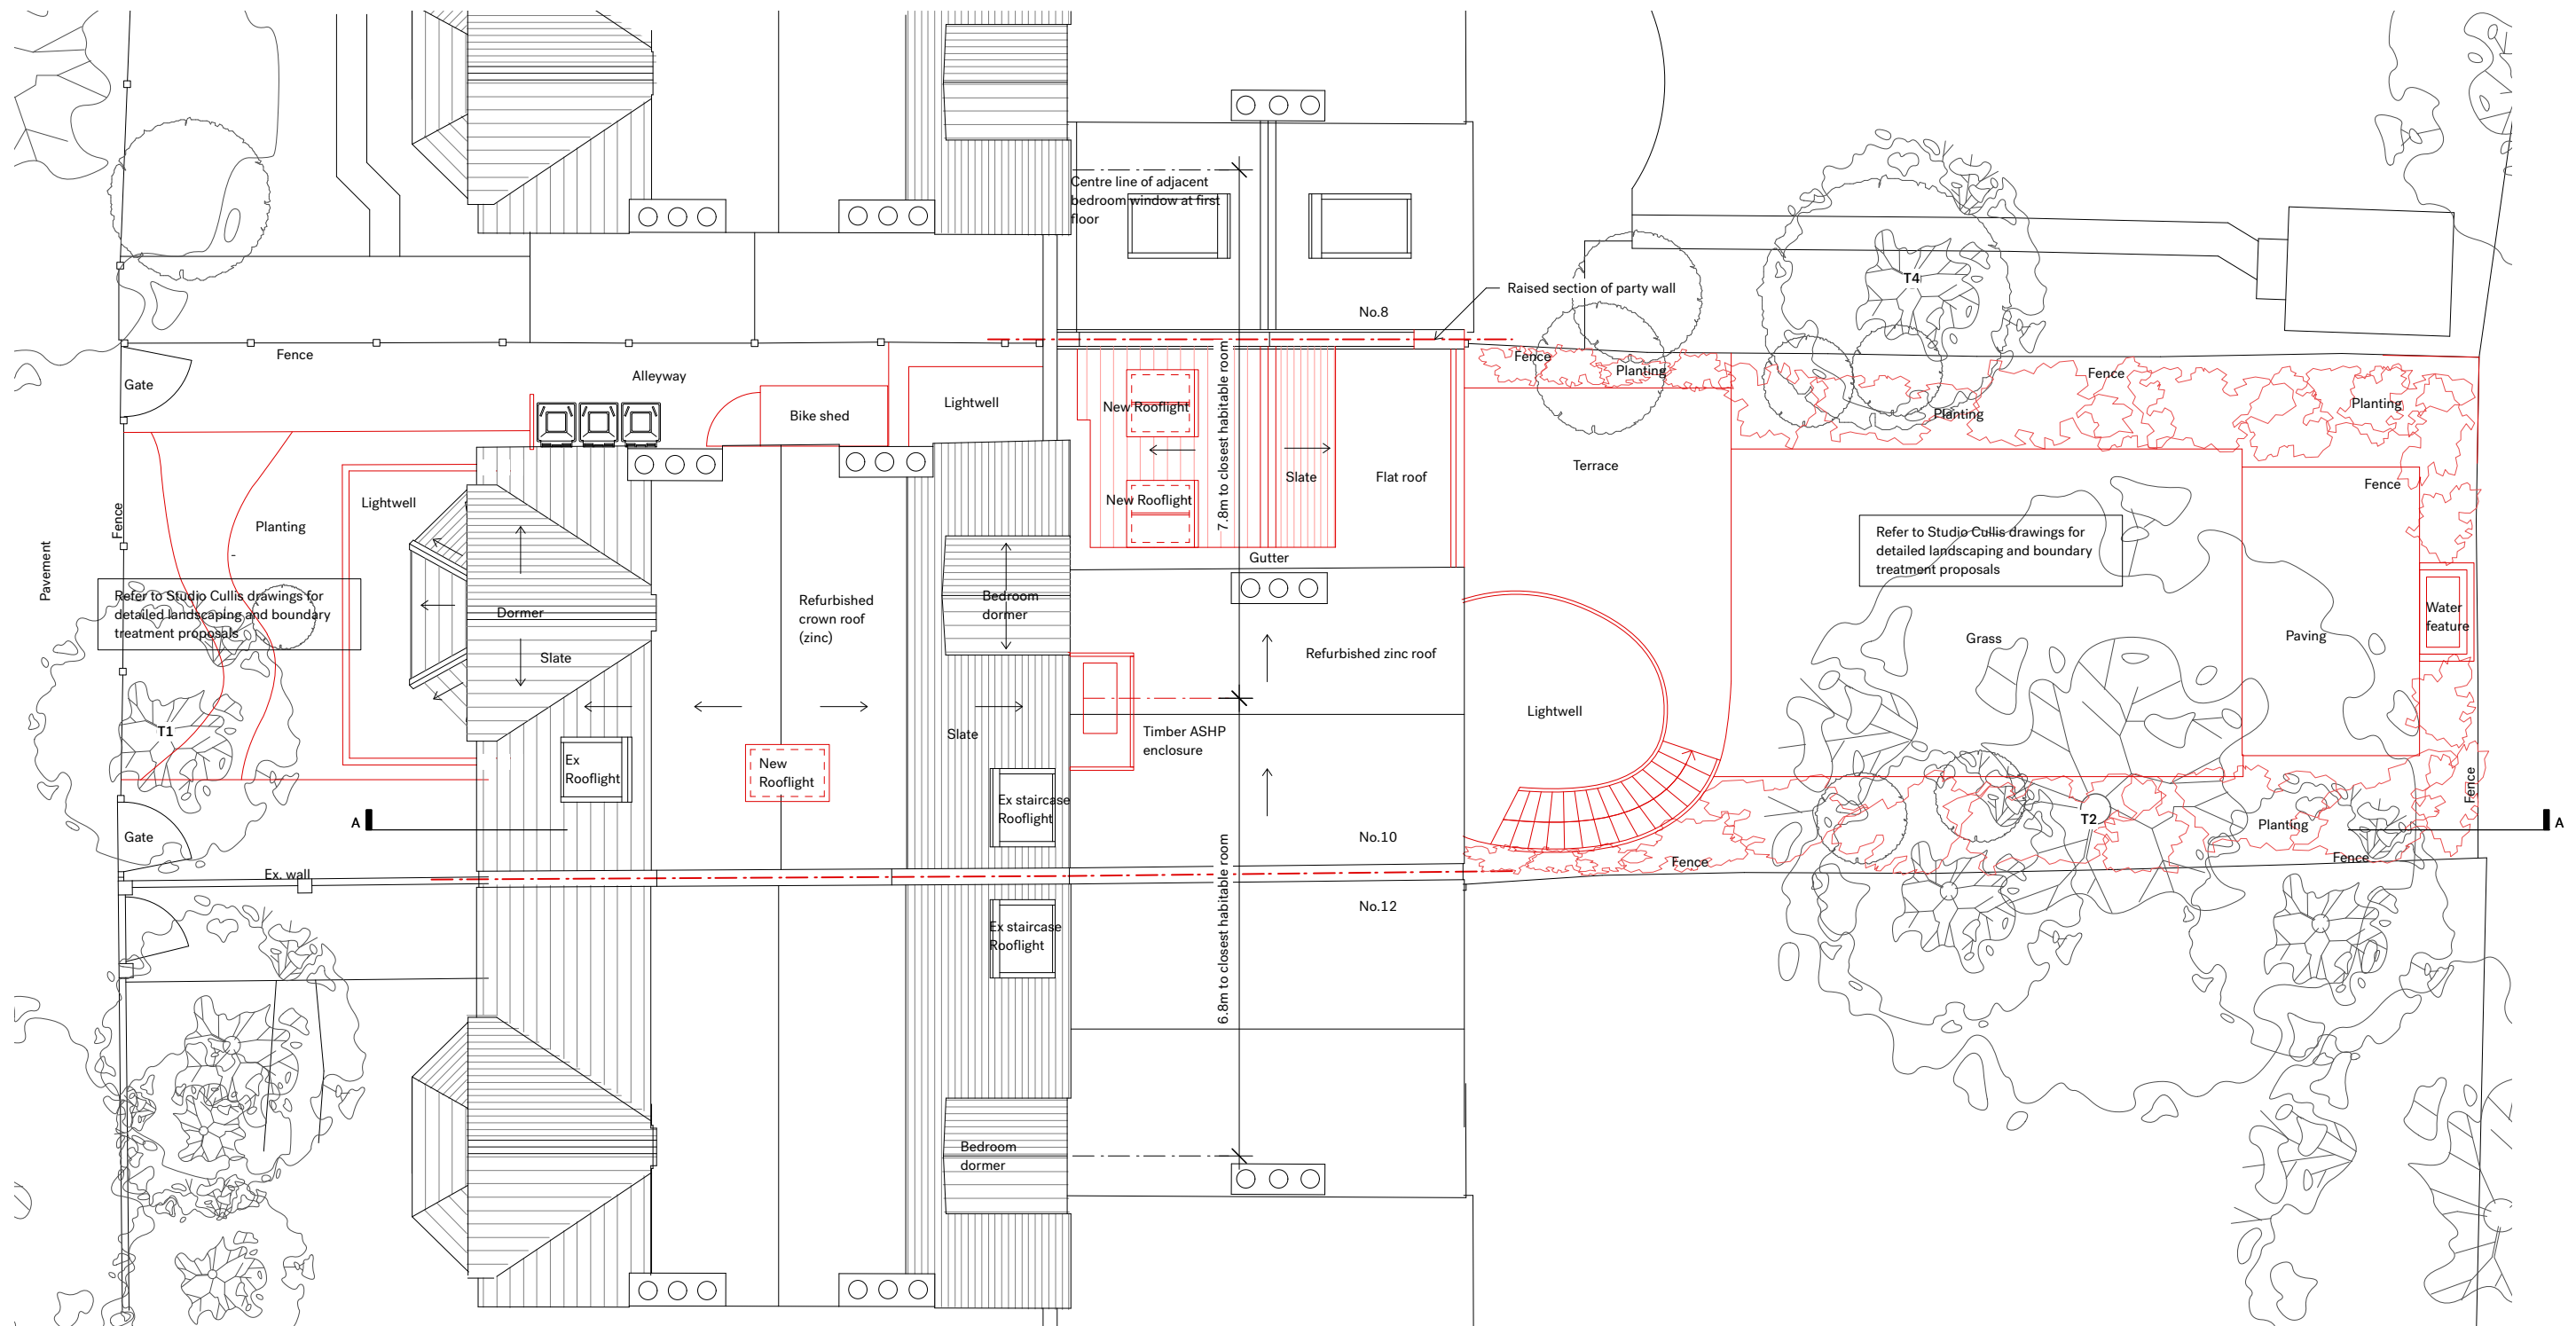 Centre line of adjacent
bedroom window at first
floor
No.8
Raised section of party wall
T4
Fence
Gate
Alleyway
Bike shed
Lightwell
New Rooflight
New Rooflight
7.8m to closest habitable room
Slate
Flat roof
Gutter
Fence
Planting
Terrace
Fence
Planting
Planting
Fence
Pavement
Fence
Planting
Lightwell
Refer to Studio Cullis drawings for
detailed landscaping and boundary
treatment proposals
T1
Dormer
Slate
Refurbished
crown roof
(zinc)
Bedroom
dormer
Refurbished zinc roof
Refer to Studio Cullis drawings for
detailed landscaping and boundary
treatment proposals
Grass
Paving
Water
feature
Ex
Rooflight
New
Rooflight
Slate
Timber ASHP
enclosure
Lightwell
Ex staircase
Rooflight
Fence
A
Gate
No.10
T2
Planting
A
Fence
Fence
Ex. wall
No.12
Ex staircase
Rooflight
6.8m to closest habitable room
Bedroom
dormer